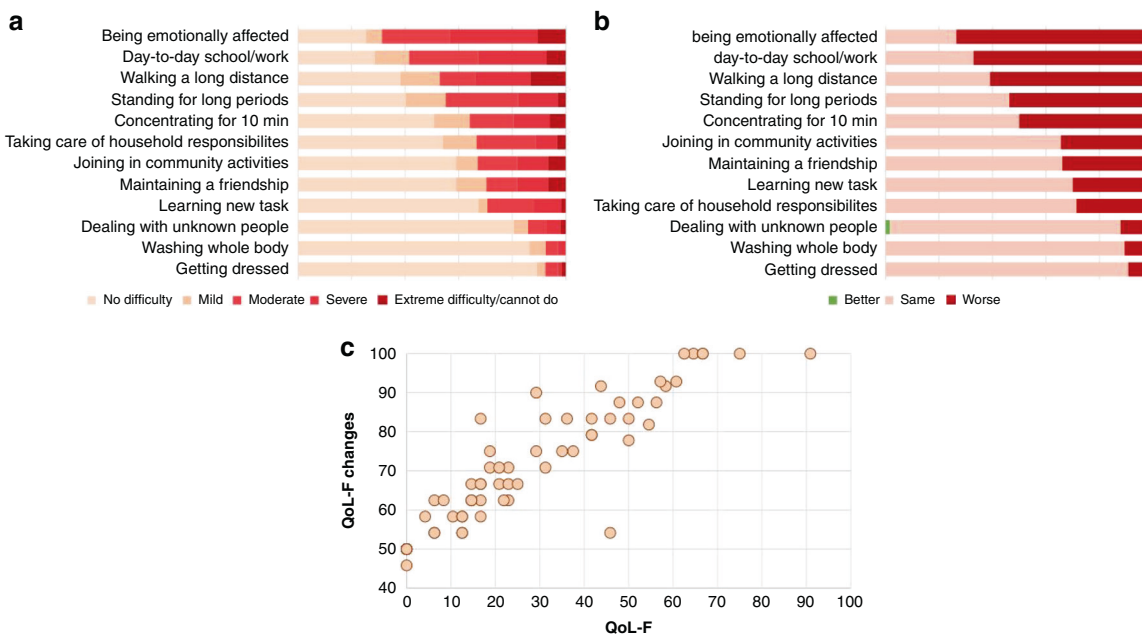 a
Being emotionally affected
Day-to-day school/work
Walking a long distance
Standing for long periods
Concentrating for 10 min
Taking care of household responsibilites
Joining in community activities
Maintaining a friendship
Learning new task
Dealing with unknown people
Washing whole body
Getting dressed
No difficulty Mild Moderate Severe Extreme difficulty/cannot do
b
being emotionally affected
day-to-day school/work
Walking a long distance
Standing for long periods
Concentrating for 10 min
Joining in community activities
Maintaining a friendship
Learning new task
Taking care of household responsibilites
Dealing with unknown people
Washing whole body
Getting dressed
Better Same Worse
c
QoL-F changes
100
90
80
70
60
50
40
0 10 20 30 40 50 60 70 80 90 100
QoL-F